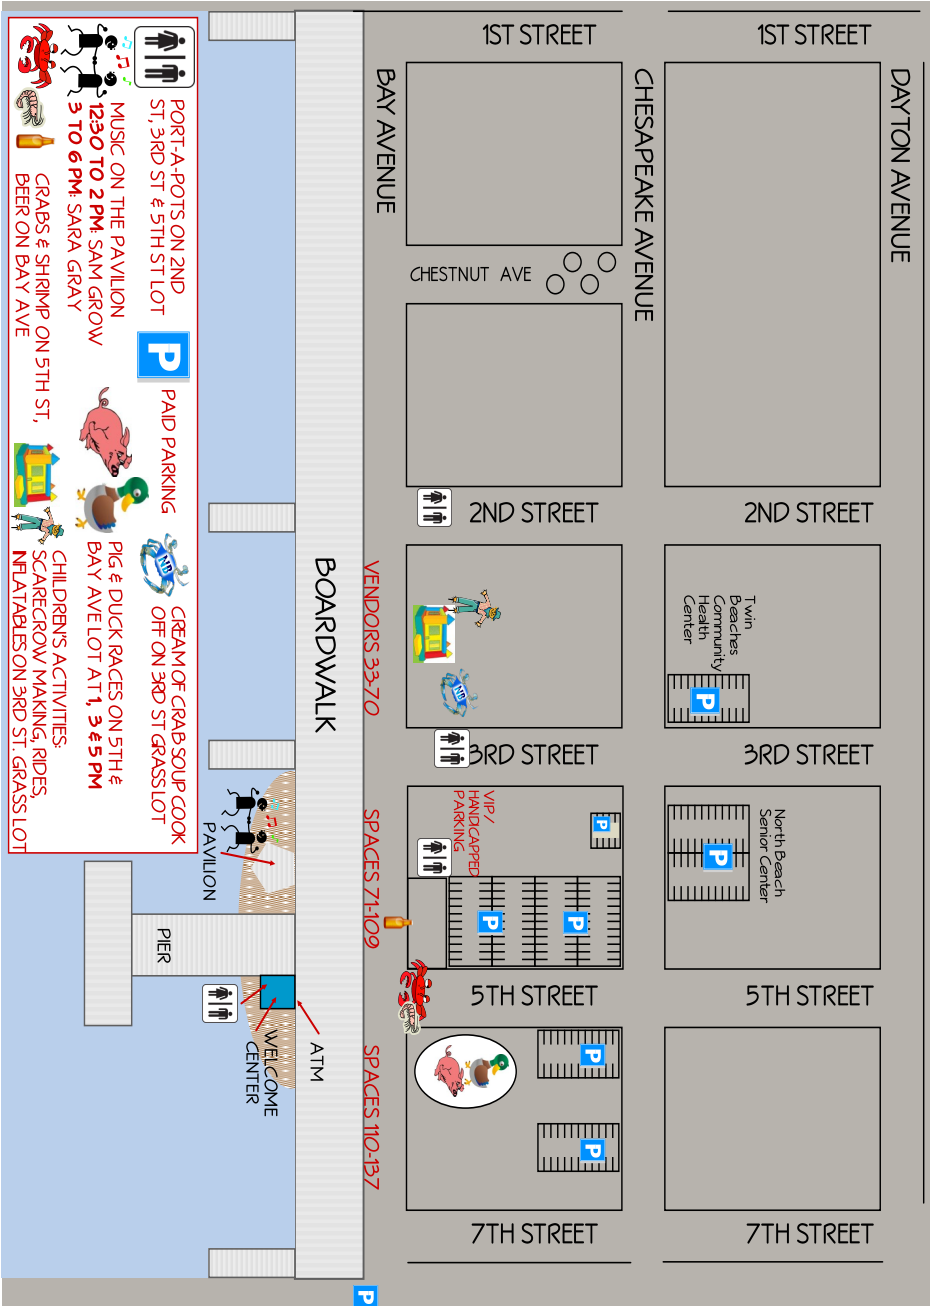 1ST STREET
1ST STREET
DAYTON AVENUE
CHESAPEAKE AVENUE
BAY AVENUE
CHESTNUT AVE
2ND STREET
2ND STREET
Twin
Beaches
Community
Health
Center
P
3RD STREET
3RD STREET
North Beach
Senior Center
P
VIP/
HANDICAPPED
PARKING
P
P
P
5TH STREET
5TH STREET
P
P
7TH STREET
7TH STREET
P
NB
BOARDWALK
VENDORS 33-70
SPACES 71-109
SPACES 110-137
PAVILION
PIER
ATM
WELCOME
CENTER
PORT-A-POTS ON 2ND
ST, 3RD ST & 5TH ST LOT
P
PAID PARKING
NB
CREAM OF CRAB SOUP COOK
OFF ON 3RD ST GRASS LOT
MUSIC ON THE PAVILION
12:30 TO 2 PM: SAM GROW
3 TO 6 PM: SARA GRAY
PIG & DUCK RACES ON 5TH &
BAY AVE LOT AT 1, 3 & 5 PM
CRABS & SHRIMP ON 5TH ST,
BEER ON BAY AVE
CHILDREN'S ACTIVITIES:
SCARECROW MAKING, RIDES,
INFLATABLES ON 3RD ST. GRASS LOT